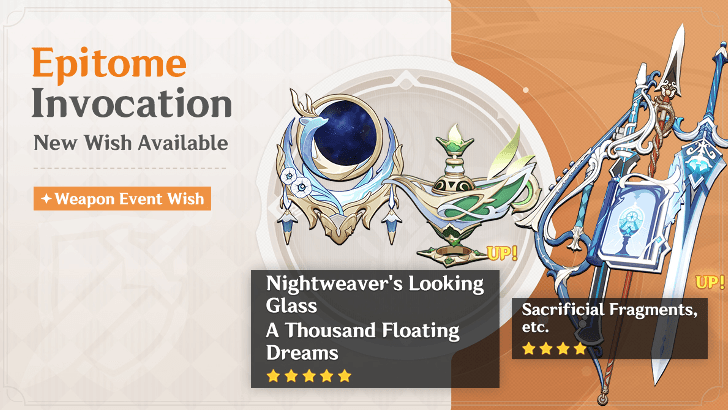 Epitome
Invocation
New Wish Available
Weapon Event Wish
UP!
Nightweaver's Looking
Glass
A Thousand Floating
Dreams
UP!
Sacrificial Fragments,
etc.